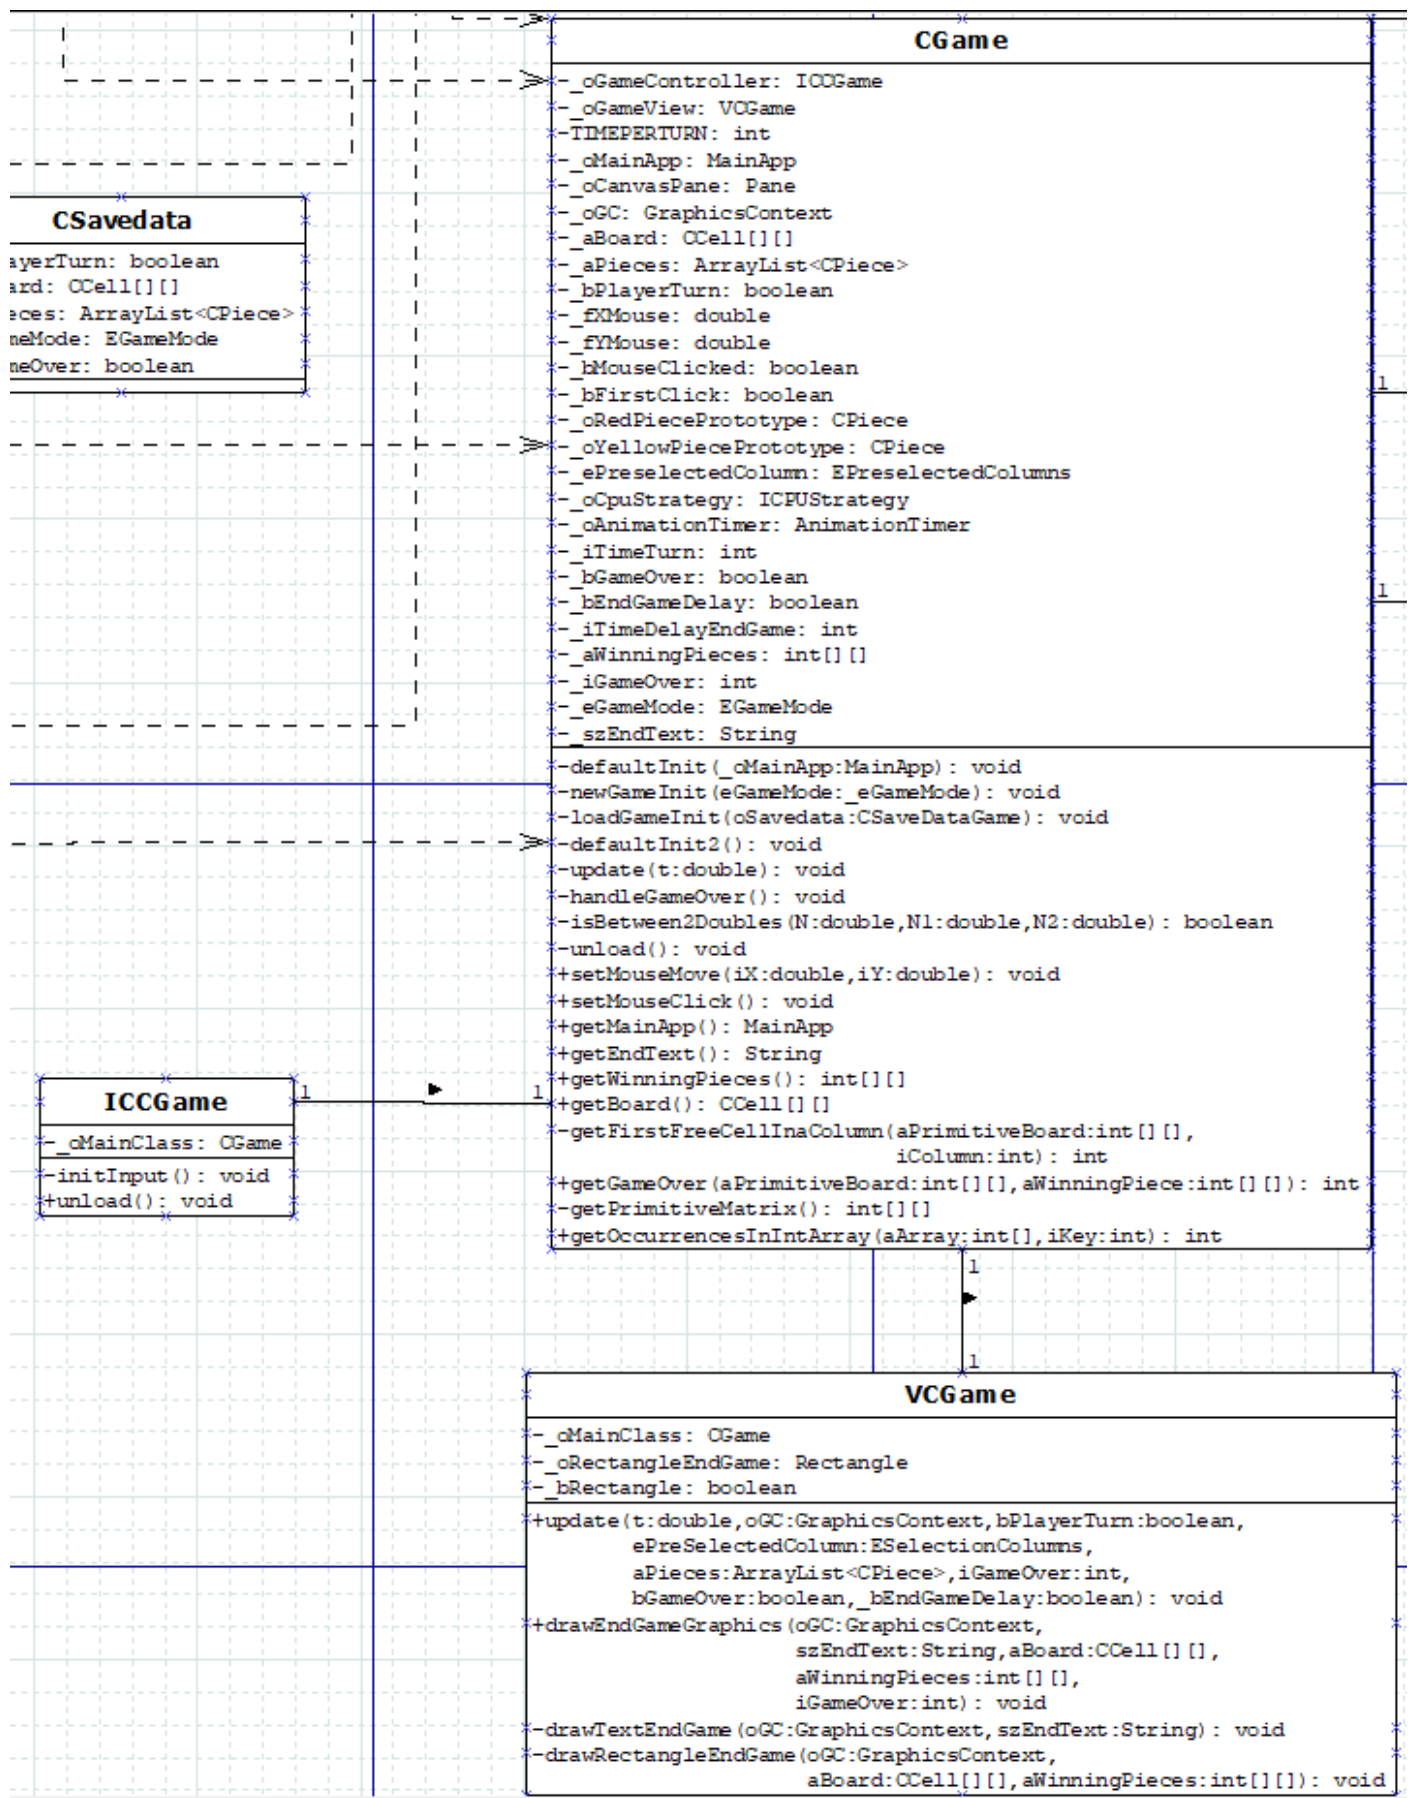 CGame
-_oGameController: ICCGame
-_oGameView: VCGame
-TIMEPERTURN: int
-_oMainApp: MainApp
-_oCanvasPane: Pane
-_oGC: GraphicsContext
-_aBoard: CCell[][]
-_aPieces: ArrayList<CPiece>
-_bPlayerTurn: boolean
-_fXMouse: double
-_fYMouse: double
-_bMouseClicked: boolean
-_bFirstClick: boolean
-_oRedPiecePrototype: CPiece
-_oYellowPiecePrototype: CPiece
-_ePreselectedColumn: EPreselectedColumns
-_oCpuStrategy: ICPUStrategy
-_oAnimationTimer: AnimationTimer
-_iTimeTurn: int
-_bGameOver: boolean
-_bEndGameDelay: boolean
-_iTimeDelayEndGame: int
-_aWinningPieces: int[][]
-_iGameOver: int
-_eGameMode: EGameMode
-_szEndText: String
-defaultInit(_oMainApp:MainApp): void
-newGameInit(eGameMode:_eGameMode): void
-loadGameInit(oSavedata:CSaveDataGame): void
-defaultInit2(): void
-update(t:double): void
-handleGameOver(): void
-isBetween2Doubles(N:double,N1:double,N2:double): boolean
-unload(): void
+setMouseMove(iX:double,iY:double): void
+setMouseClick(): void
+getMainApp(): MainApp
+getEndText(): String
+getWinningPieces(): int[][]
+getBoard(): CCell[][]
-getFirstFreeCellInaColumn(aPrimitiveBoard:int[][],
iColumn:int): int
+getGameOver(aPrimitiveBoard:int[][],aWinningPiece:int[][]): int
-getPrimitiveMatrix(): int[][]
+getOccurrencesInIntArray(aArray:int[],iKey:int): int
CSavedata
ayerTurn: boolean
ard: CCell[][]
eces: ArrayList<CPiece>
meMode: EGameMode
meOver: boolean
1
1
ICCGame
-_oMainClass: CGame
-initInput(): void
+unload(): void
1
1
1
1
VCGame
-_oMainClass: CGame
-_oRectangleEndGame: Rectangle
-_bRectangle: boolean
+update(t:double,oGC:GraphicsContext,bPlayerTurn:boolean,
ePreSelectedColumn:ESelectionColumns,
aPieces:ArrayList<CPiece>,iGameOver:int,
bGameOver:boolean,_bEndGameDelay:boolean): void
+drawEndGameGraphics(oGC:GraphicsContext,
szEndText:String,aBoard:CCell[][],
aWinningPieces:int[][],
iGameOver:int): void
-drawTextEndGame(oGC:GraphicsContext,szEndText:String): void
-drawRectangleEndGame(oGC:GraphicsContext,
aBoard:CCell[][],aWinningPieces:int[][]): void